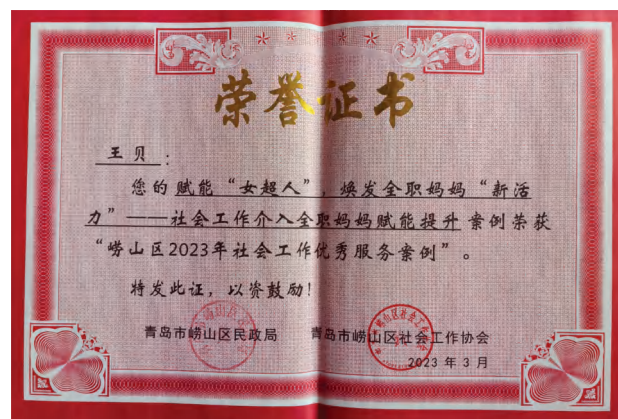 荣誉证书
王贝：
您的赋能“女超人”，焕发全职妈妈“新活
力”——社会工作介入全职妈妈赋能提升案例荣获
“崂山区2023年社会工作优秀服务案例”。
特发此证，以资鼓励！
青岛市崂山区民政局 青岛市崂山区社会工作协会
2023 年 3 月